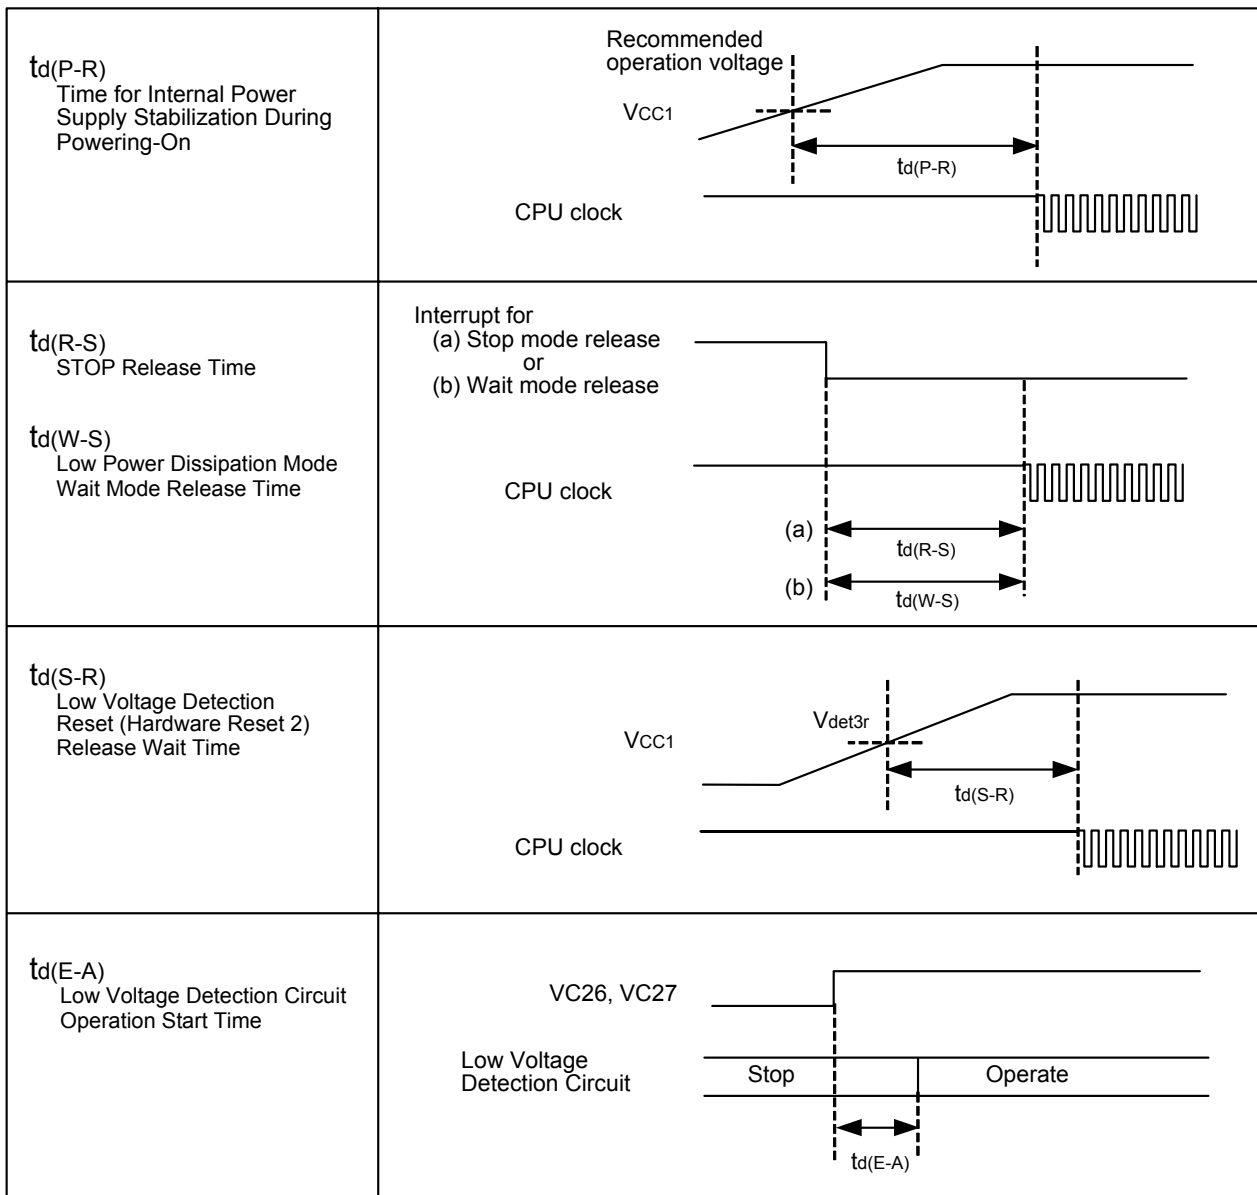 td(P-R)
Time for Internal Power
Supply Stabilization During
Powering-On
Recommended
operation voltage
VCC1
td(P-R)
CPU clock
td(R-S)
STOP Release Time
td(W-S)
Low Power Dissipation Mode
Wait Mode Release Time
Interrupt for
(a) Stop mode release
or
(b) Wait mode release
CPU clock
(a)
td(R-S)
(b)
td(W-S)
td(S-R)
Low Voltage Detection
Reset (Hardware Reset 2)
Release Wait Time
Vdet3r
VCC1
td(S-R)
CPU clock
td(E-A)
Low Voltage Detection Circuit
Operation Start Time
VC26, VC27
Low Voltage
Detection Circuit
Stop
Operate
td(E-A)